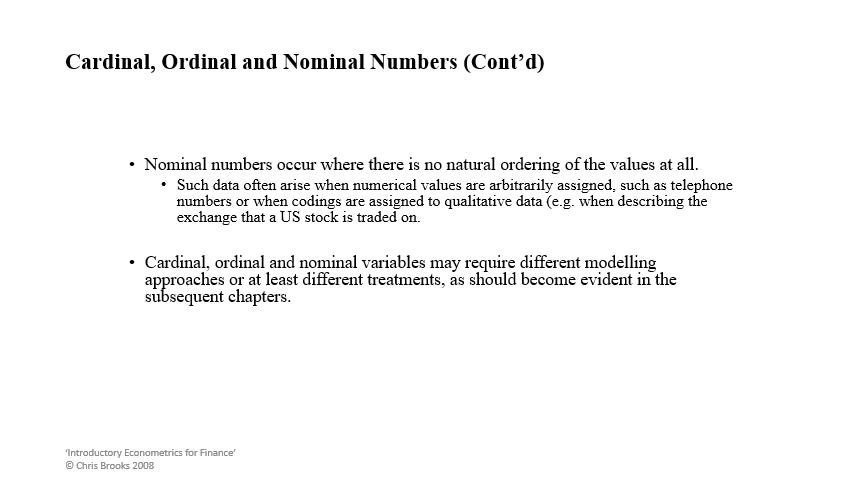 Cardinal, Ordinal and Nominal Numbers (Cont’d)
• Nominal numbers occur where there is no natural ordering of the values at all.
• Such data often arise when numerical values are arbitrarily assigned, such as telephone
numbers or when codings are assigned to qualitative data (e.g. when describing the
exchange that a US stock is traded on.
• Cardinal, ordinal and nominal variables may require different modelling
approaches or at least different treatments, as should become evident in the
subsequent chapters.
‘Introductory Econometrics for Finance’
© Chris Brooks 2008